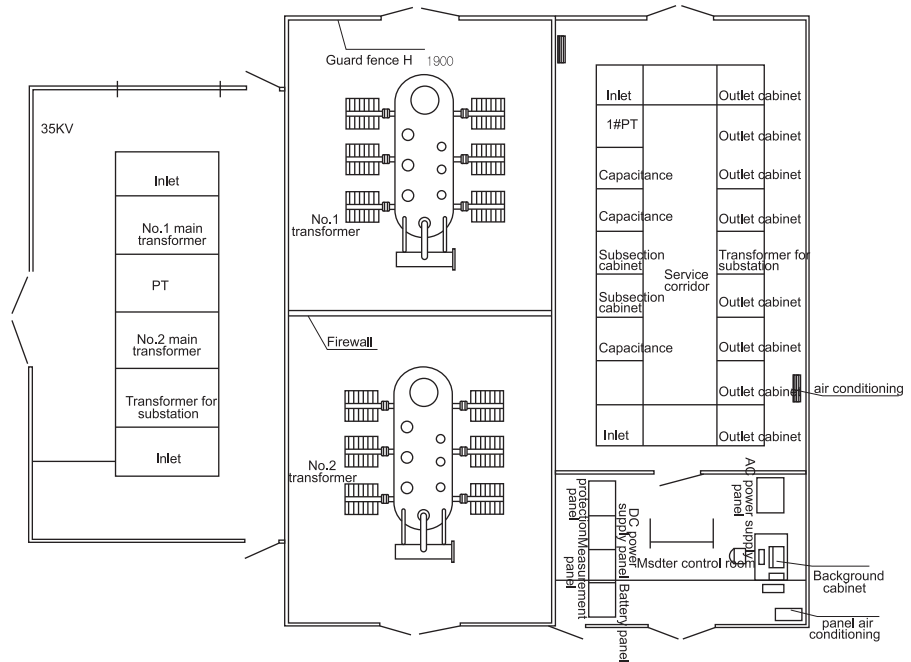 35KV
Inlet
No.1 main
transformer
PT
No.2 main
transformer
Transformer for
substation
Inlet
Guard fence H 1900
No.1
transformer
Firewall
No.2
transformer
Inlet
1#PT
Capacitance
Capacitance
Subsection
cabinet
Subsection
cabinet
Capacitance
Inlet
Service
corridor
Outlet cabinet
Outlet cabinet
Outlet cabinet
Outlet cabinet
Transformer for
substation
Outlet cabinet
Outlet cabinet
Outlet cabinet
Outlet cabinet
air conditioning
protection
panel
Measurement
panel
DC power
supply panel
Battery panel
AC power supply
panel
Msdter control room
Background
cabinet
panel air
conditioning